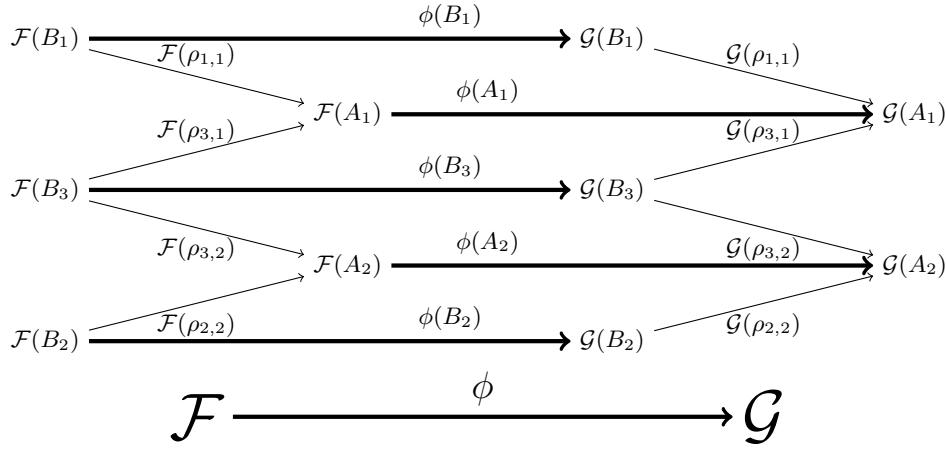 ϕ(B₁)
ℱ(B₁) 𝒢(B₁)
ℱ(ρ₁,₁) 𝒢(ρ₁,₁)
ϕ(A₁)
ℱ(A₁) 𝒢(A₁)
ℱ(ρ₃,₁) 𝒢(ρ₃,₁)
ϕ(B₃)
ℱ(B₃) 𝒢(B₃)
ϕ(A₂)
ℱ(ρ₃,₂) 𝒢(ρ₃,₂)
ℱ(A₂) 𝒢(A₂)
ϕ(B₂)
ℱ(ρ₂,₂) 𝒢(ρ₂,₂)
ℱ(B₂) 𝒢(B₂)
ϕ
ℱ 𝒢